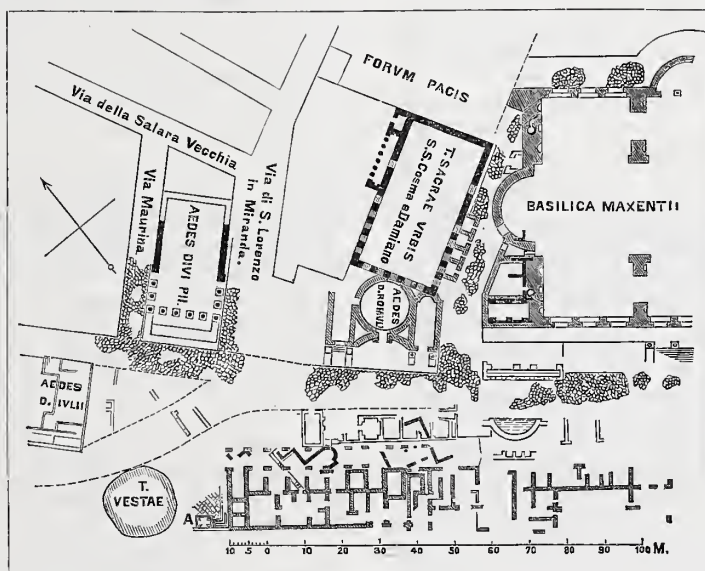 FORVM PACIS
Via della Salara Vecchia
Via Maurina
Via di S. Lorenzo
in Miranda.
AEDES DIVI PII.
T. SACRAE VRBIS
S.S. Cosma e Damiano
BASILICA MAXENTII
AEDES
D. ROMVLI
AEDES
D. IVLII
T.
VESTAE
A
10 5 0 10 20 30 40 50 60 70 80 90 100 M.